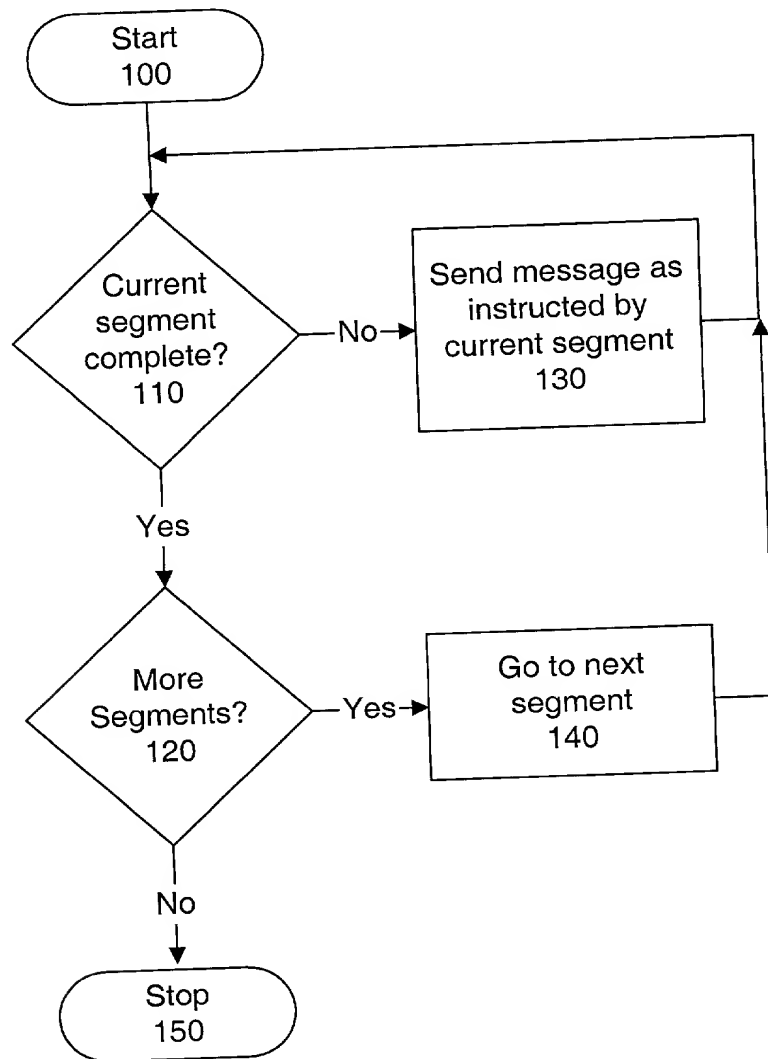 Start
100
Current
segment
complete?
110
No
Send message as
instructed by
current segment
130
Yes
More
Segments?
120
Yes
Go to next
segment
140
No
Stop
150